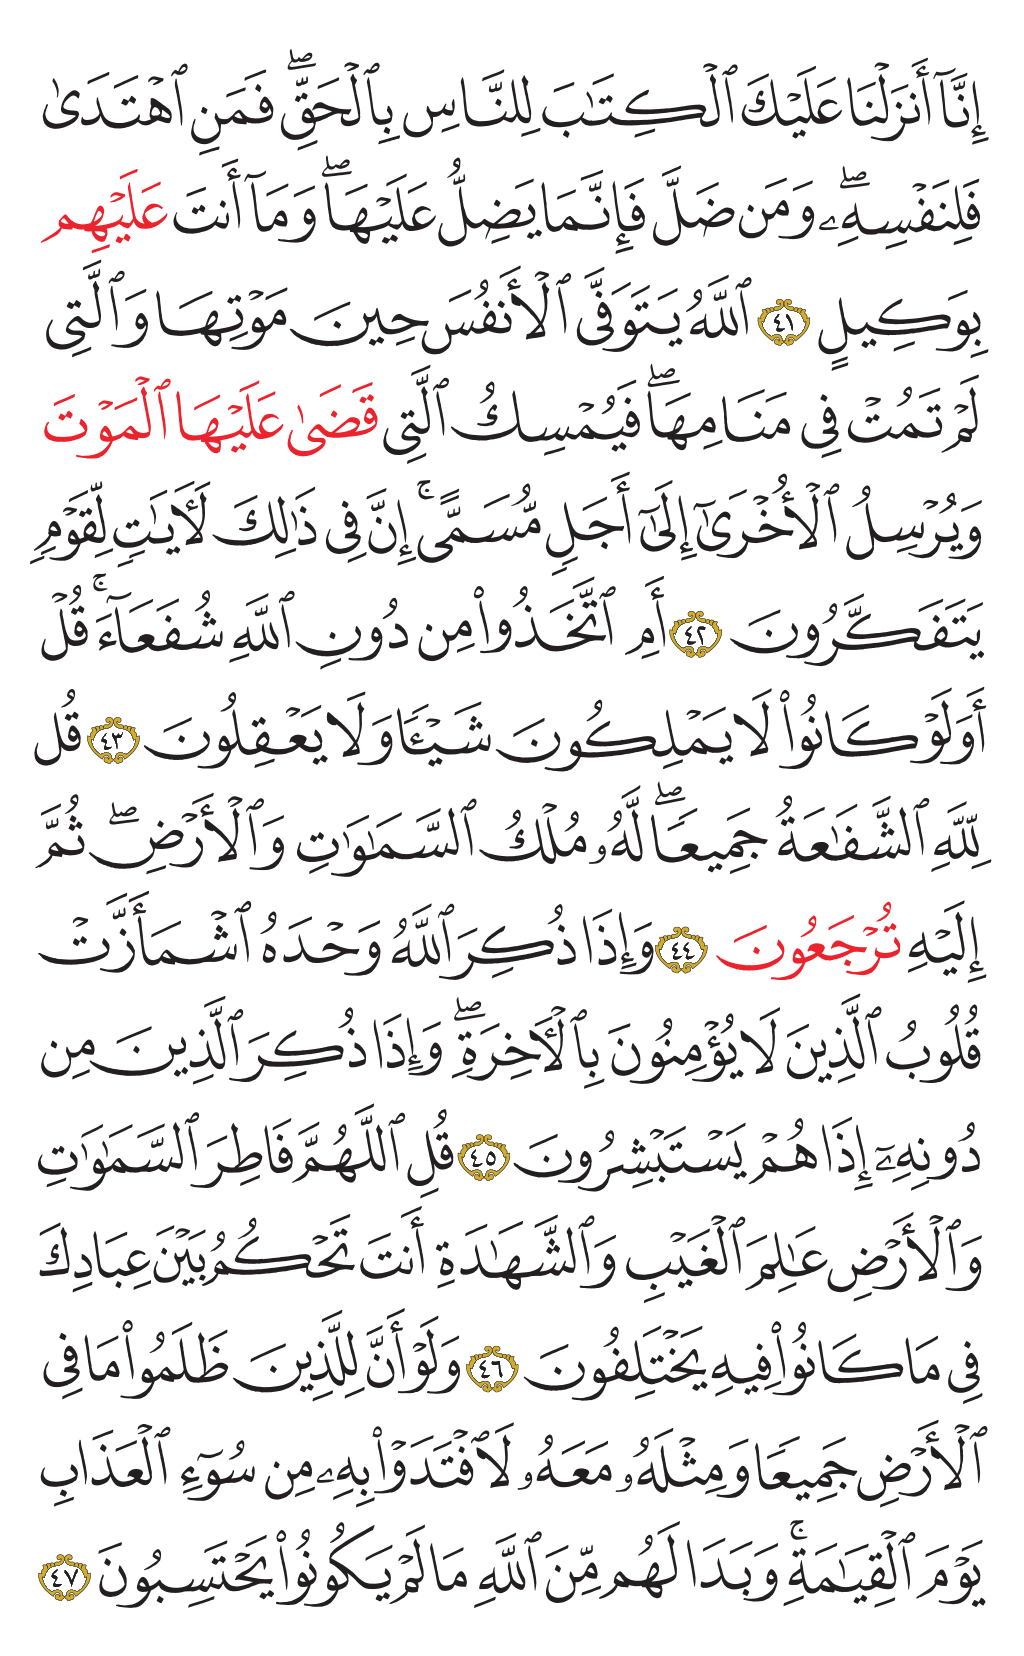 إِنَّآ أَنزَلْنَا عَلَيْكَ ٱلْكِتَٰبَ لِلنَّاسِ بِٱلْحَقِّۖ فَمَنِ ٱهْتَدَىٰ
فَلِنَفْسِهِۦۖ وَمَن ضَلَّ فَإِنَّمَا يَضِلُّ عَلَيْهَاۖ وَمَآ أَنتَ عَلَيْهِم
بِوَكِيلٍ ٤١ ٱللَّهُ يَتَوَفَّى ٱلْأَنفُسَ حِينَ مَوْتِهَا وَٱلَّتِى
لَمْ تَمُتْ فِى مَنَامِهَاۖ فَيُمْسِكُ ٱلَّتِى قَضَىٰ عَلَيْهَا ٱلْمَوْتَ
وَيُرْسِلُ ٱلْأُخْرَىٰٓ إِلَىٰٓ أَجَلٍ مُّسَمًّىۚ إِنَّ فِى ذَٰلِكَ لَـَٔايَٰتٍ لِّقَوْمٍ
يَتَفَكَّرُونَ ٤٢ أَمِ ٱتَّخَذُوا۟ مِن دُونِ ٱللَّهِ شُفَعَآءَۚ قُلْ
أَوَلَوْ كَانُوا۟ لَا يَمْلِكُونَ شَيْـًٔا وَلَا يَعْقِلُونَ ٤٣ قُل
لِّلَّهِ ٱلشَّفَٰعَةُ جَمِيعًاۖ لَّهُۥ مُلْكُ ٱلسَّمَٰوَٰتِ وَٱلْأَرْضِۖ ثُمَّ
إِلَيْهِ تُرْجَعُونَ ٤٤ وَإِذَا ذُكِرَ ٱللَّهُ وَحْدَهُ ٱشْمَأَزَّتْ
قُلُوبُ ٱلَّذِينَ لَا يُؤْمِنُونَ بِٱلْـَٔاخِرَةِۖ وَإِذَا ذُكِرَ ٱلَّذِينَ مِن
دُونِهِۦٓ إِذَا هُمْ يَسْتَبْشِرُونَ ٤٥ قُلِ ٱللَّهُمَّ فَاطِرَ ٱلسَّمَٰوَٰتِ
وَٱلْأَرْضِ عَٰلِمَ ٱلْغَيْبِ وَٱلشَّهَٰدَةِ أَنتَ تَحْكُمُ بَيْنَ عِبَادِكَ
فِى مَا كَانُوا۟ فِيهِ يَخْتَلِفُونَ ٤٦ وَلَوْ أَنَّ لِلَّذِينَ ظَلَمُوا۟ مَا فِى
ٱلْأَرْضِ جَمِيعًا وَمِثْلَهُۥ مَعَهُۥ لَٱفْتَدَوْا۟ بِهِۦ مِن سُوٓءِ ٱلْعَذَابِ
يَوْمَ ٱلْقِيَٰمَةِۚ وَبَدَا لَهُم مِّنَ ٱللَّهِ مَا لَمْ يَكُونُوا۟ يَحْتَسِبُونَ ٤٧